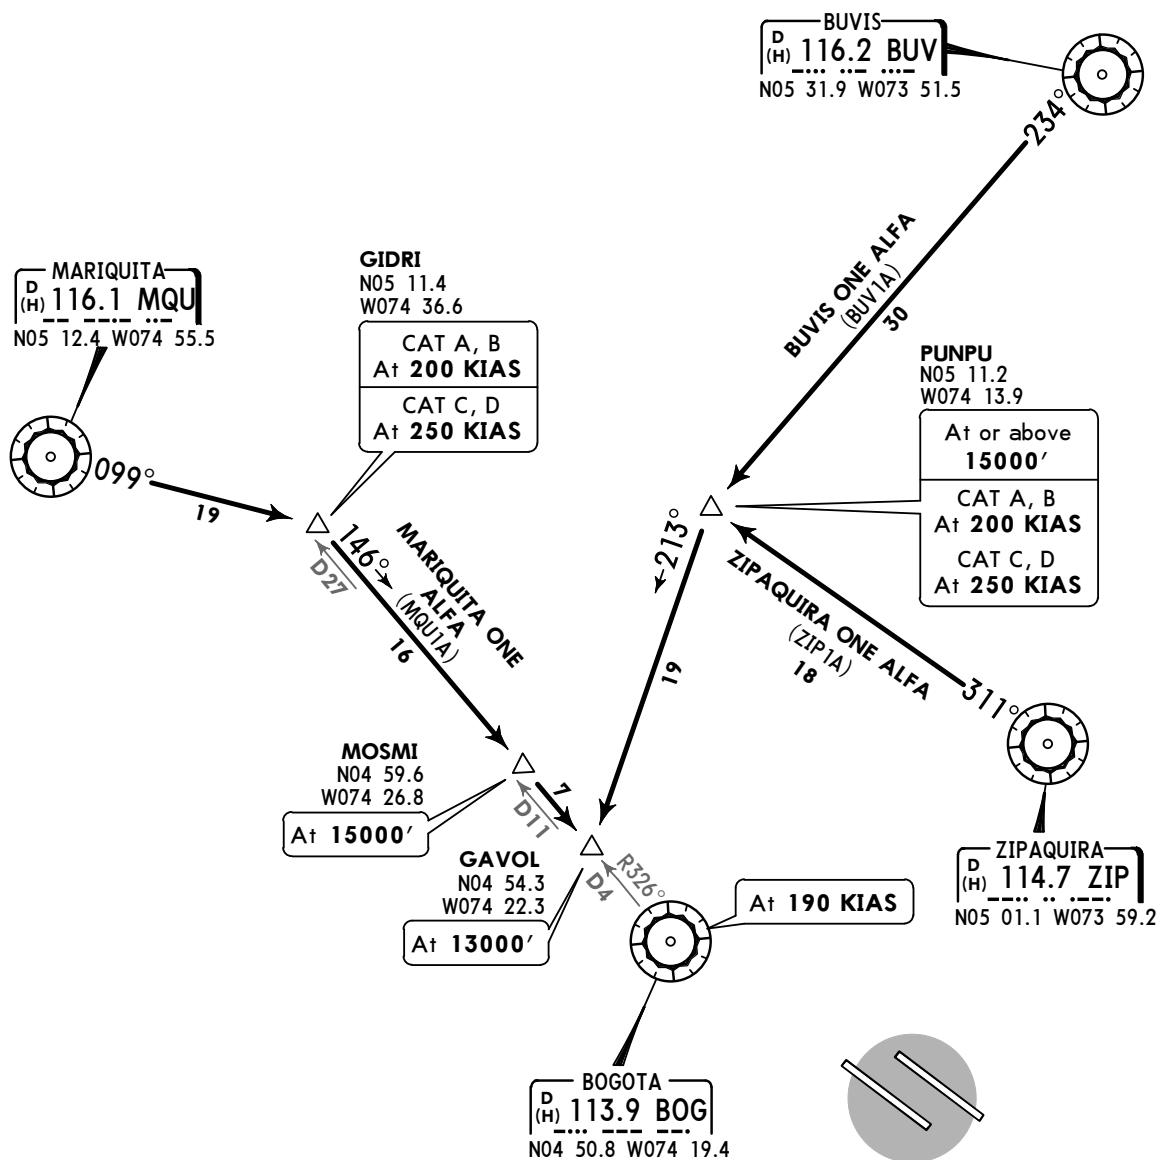 BUVIS
D
(H) 116.2 BUV
N05 31.9 W073 51.5
234°
BUVIS ONE ALFA
(BUV1A)
30
MARIQUITA
D
(H) 116.1 MQU
N05 12.4 W074 55.5
099°
19
GIDRI
N05 11.4
W074 36.6
CAT A, B
At 200 KIAS
CAT C, D
At 250 KIAS
PUNPU
N05 11.2
W074 13.9
At or above
15000'
CAT A, B
At 200 KIAS
CAT C, D
At 250 KIAS
146°
D27
MARIQUITA ONE
ALFA
(MQU1A)
16
213°
19
ZIPAQUIRA ONE ALFA
(ZIP1A)
18
311°
MOSMI
N04 59.6
W074 26.8
At 15000'
7
D11
GAVOL
N04 54.3
W074 22.3
At 13000'
R326°
D4
At 190 KIAS
ZIPAQUIRA
D
(H) 114.7 ZIP
N05 01.1 W073 59.2
BOGOTA
D
(H) 113.9 BOG
N04 50.8 W074 19.4